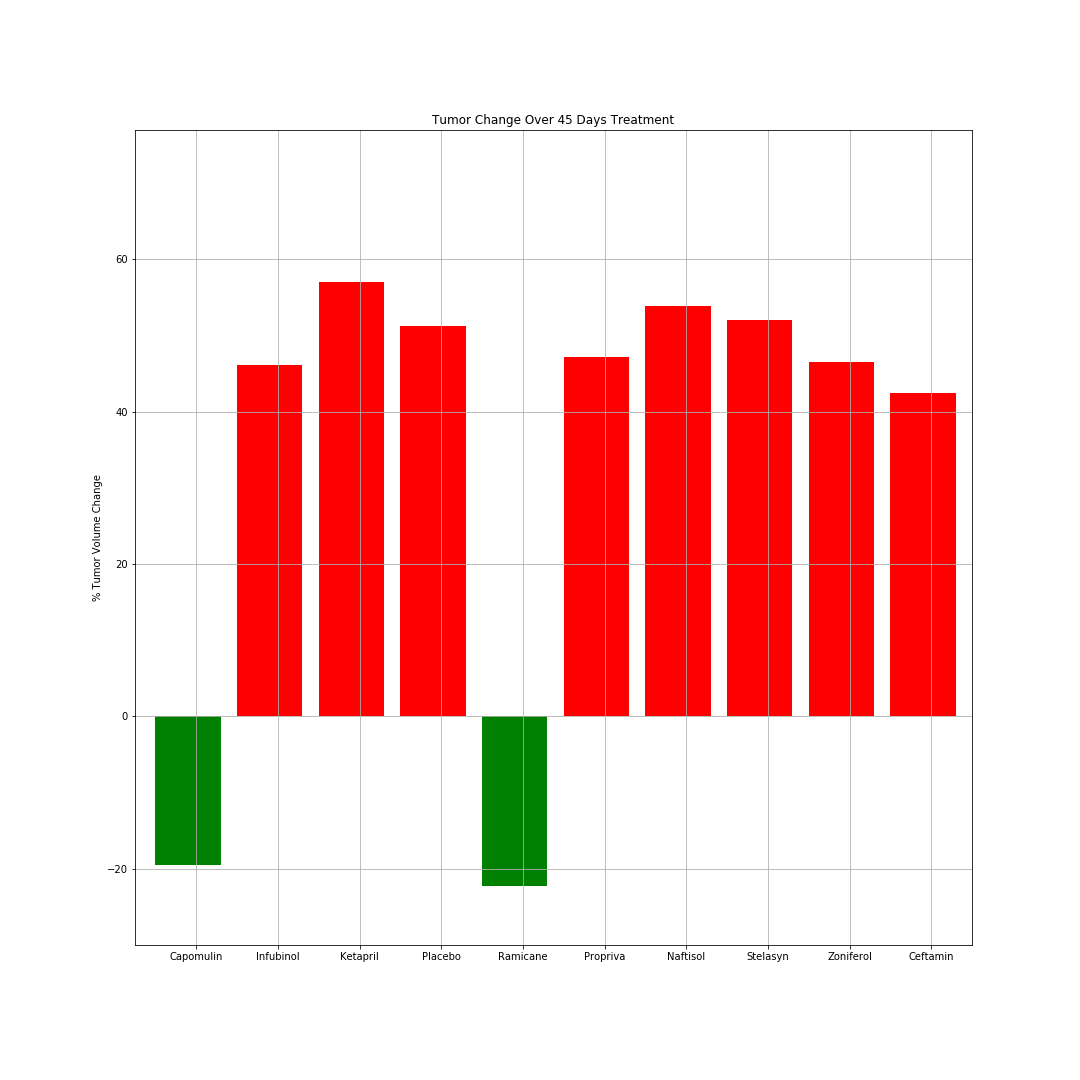 Tumor Change Over 45 Days Treatment
% Tumor Volume Change
60
40
20
0
−20
Capomulin Infubinol Ketapril Placebo Ramicane Propriva Naftisol Stelasyn Zoniferol Ceftamin